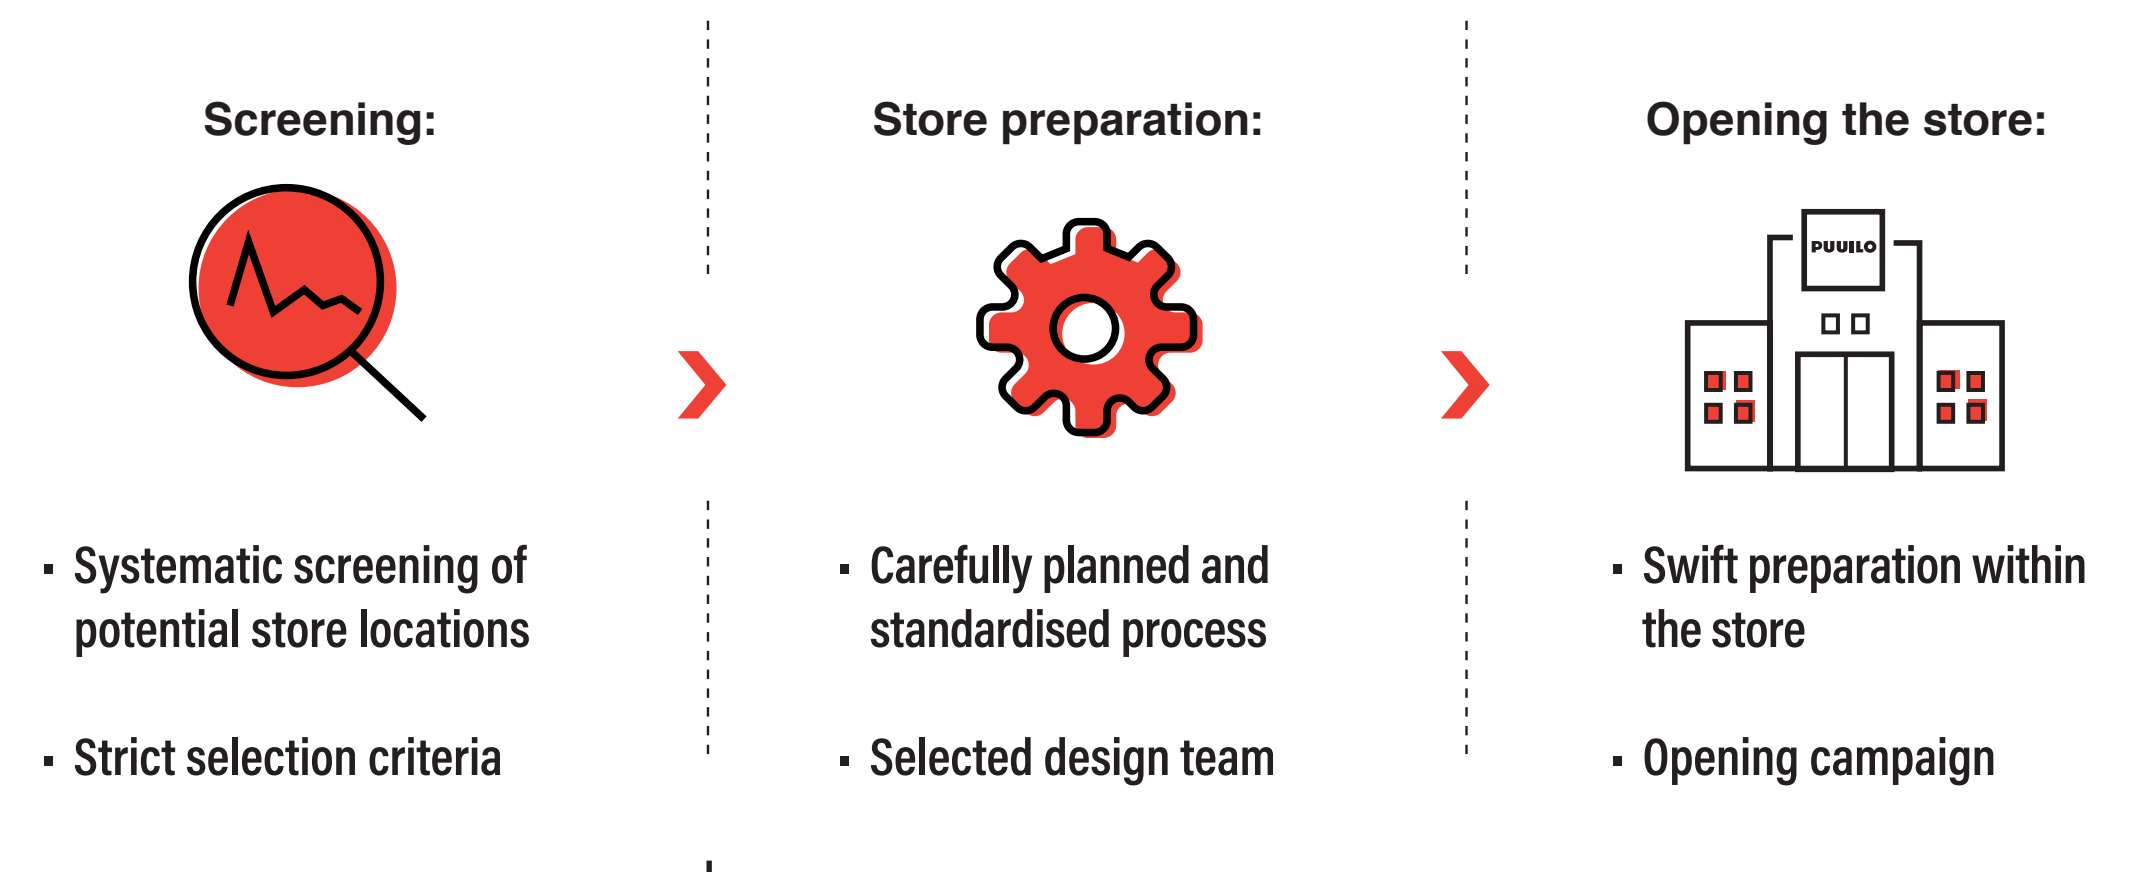 Screening:
▪ Systematic screening of
potential store locations
▪ Strict selection criteria
Store preparation:
▪ Carefully planned and
standardised process
▪ Selected design team
Opening the store:
PUUILO
▪ Swift preparation within
the store
▪ Opening campaign